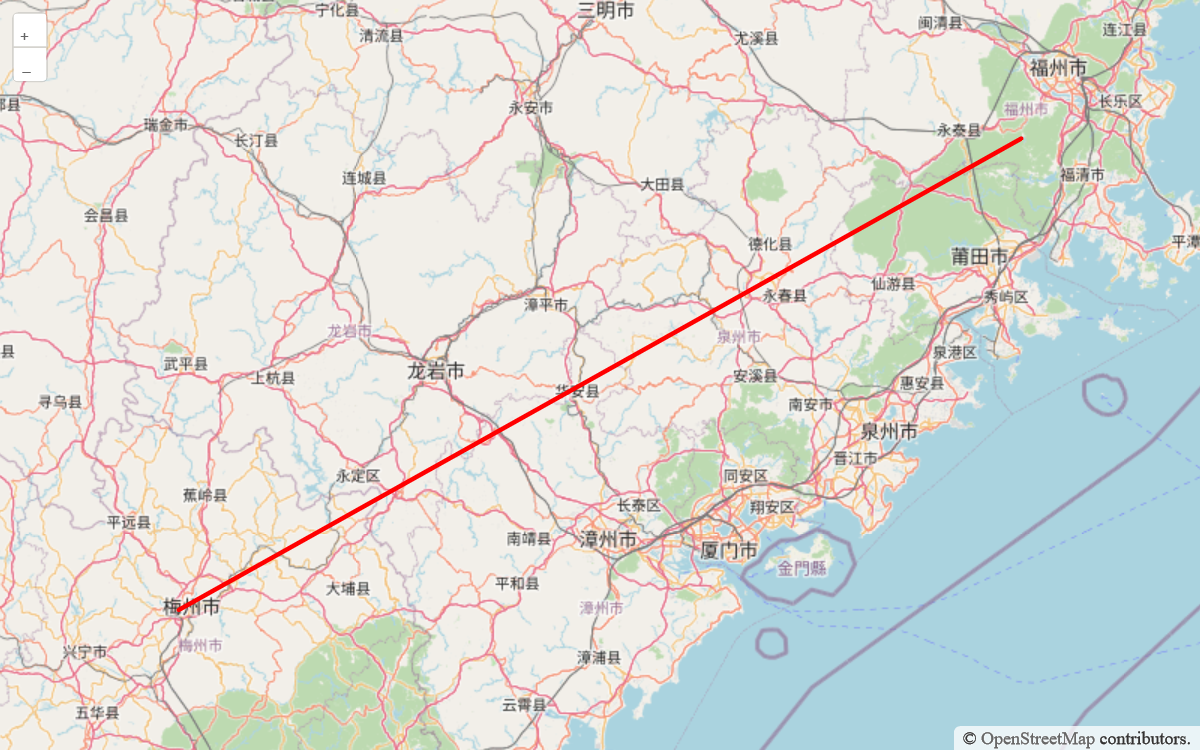 宁化县
三明市
闽清县
连江县
清流县
尤溪县
福州市
+
−
永安市
长乐区
福州市
瑞金市
长汀县
永泰县
连城县
大田县
福清市
会昌县
德化县
平潭
莆田市
漳平市
永春县
仙游县
秀屿区
龙岩市
泉州市
县
武平县
上杭县
龙岩市
泉港区
安溪县
惠安县
寻乌县
华安县
南安市
泉州市
晋江市
永定区
同安区
蕉岭县
长泰区
翔安区
平远县
南靖县
漳州市
厦门市
金門縣
大埔县
平和县
梅州市
漳州市
兴宁市
梅州市
漳浦县
五华县
云霄县
© OpenStreetMap contributors.